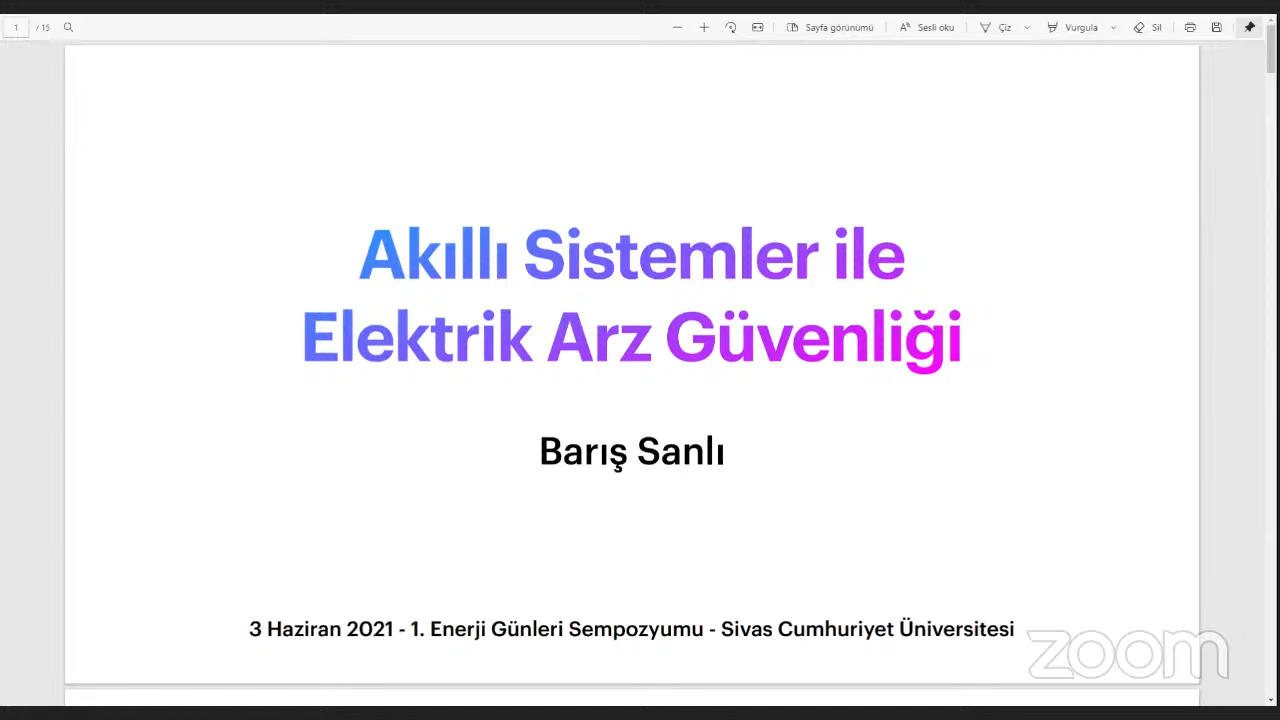 1 / 15 Sayfa görünümü Sesli oku Çiz Vurgula Sil
Akıllı Sistemler ile
Elektrik Arz Güvenliği
Barış Sanlı
3 Haziran 2021 - 1. Enerji Günleri Sempozyumu - Sivas Cumhuriyet Üniversitesi
zoom